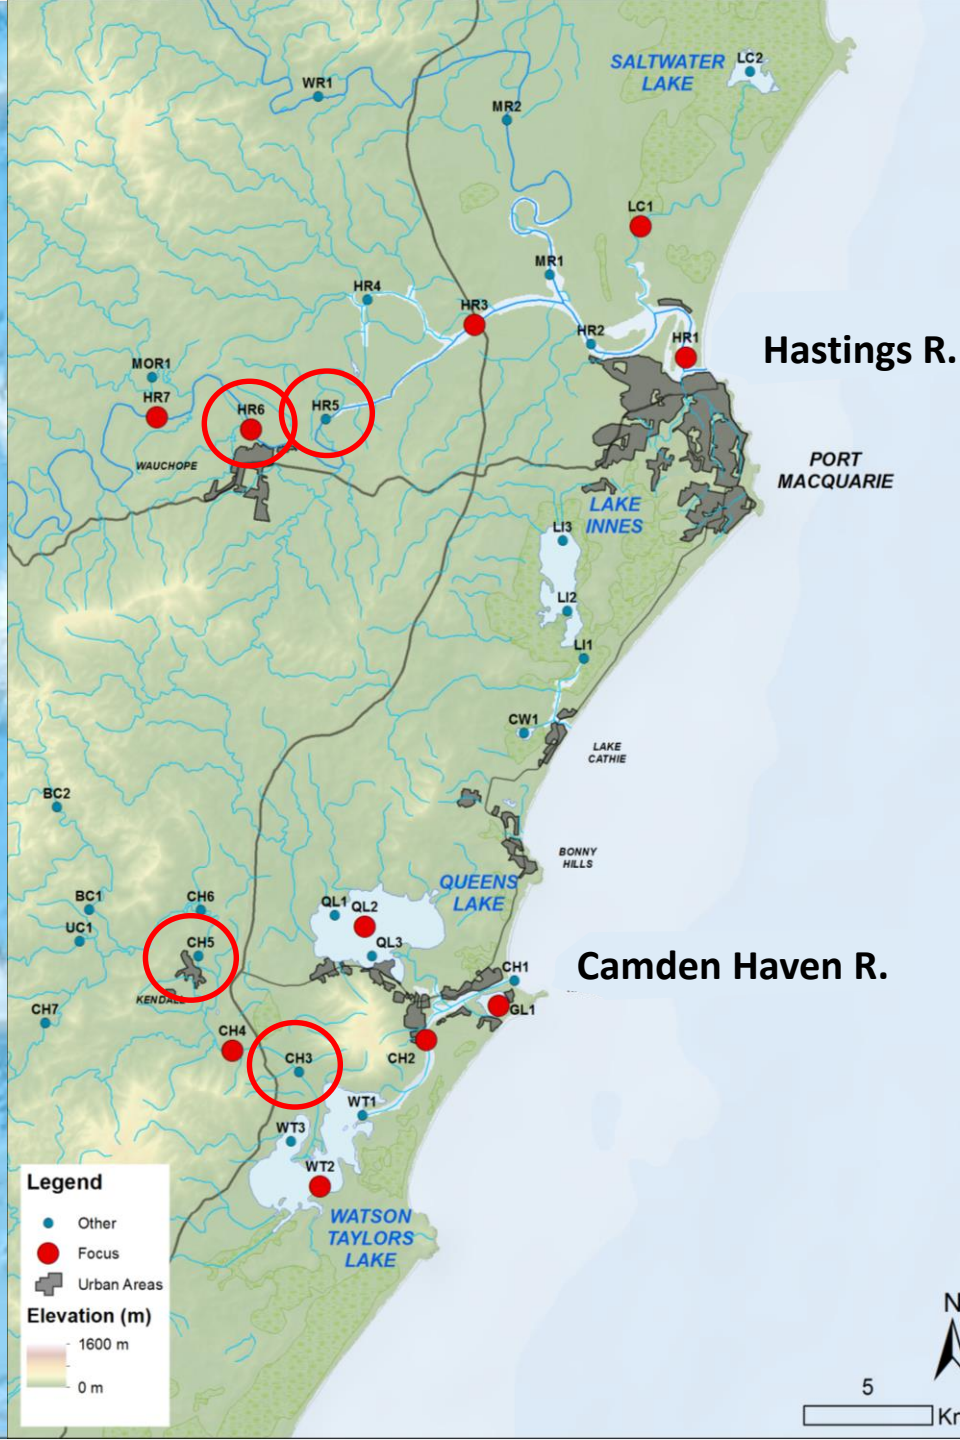 SALTWATER
LAKE
LC2
WR1
MR2
LC1
MR1
HR4
HR3
HR2
HR1
Hastings R.
MOR1
HR7
HR6
HR5
WAUCHOPE
PORT
MACQUARIE
LAKE
INNES
LI3
LI2
LI1
CW1
LAKE
CATHIE
BC2
BONNY
HILLS
QUEENS
LAKE
BC1
CH6
QL1
QL2
UC1
CH5
QL3
CH1
Camden Haven R.
KENDALL
CH7
GL1
CH4
CH3
CH2
WT1
WT3
WT2
WATSON
TAYLORS
LAKE
Legend
Other
Focus
Urban Areas
Elevation (m)
1600 m
0 m
N
5